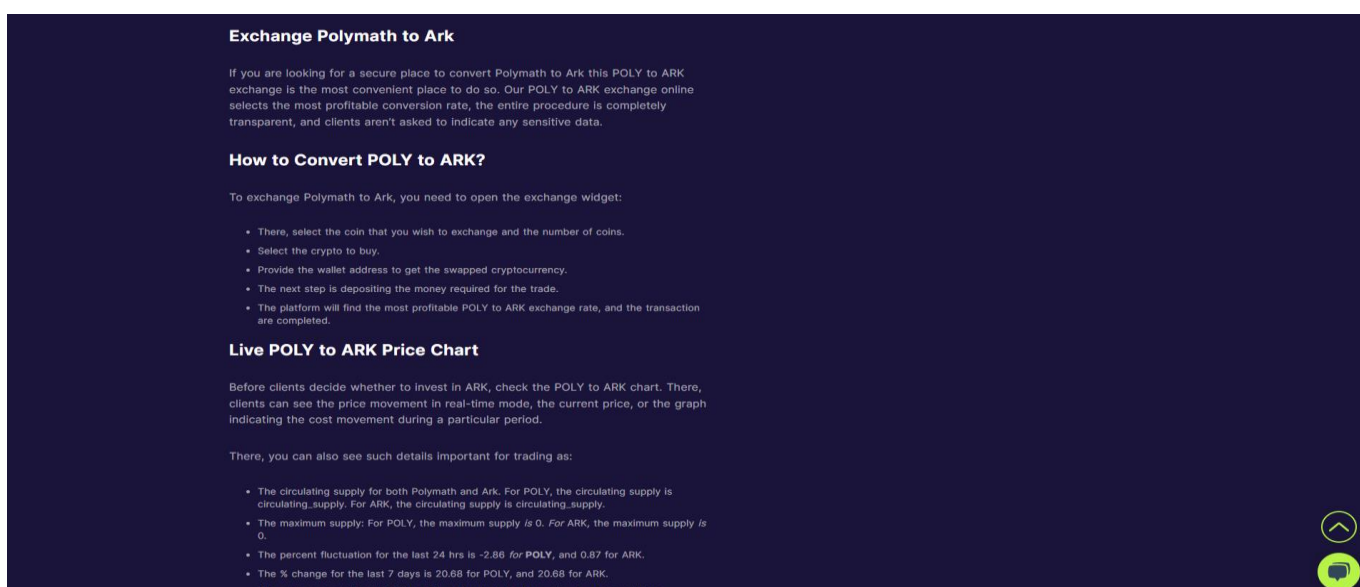 Exchange Polymath to Ark
If you are looking for a secure place to convert Polymath to Ark this POLY to ARK
exchange is the most convenient place to do so. Our POLY to ARK exchange online
selects the most profitable conversion rate, the entire procedure is completely
transparent, and clients aren't asked to indicate any sensitive data.
How to Convert POLY to ARK?
To exchange Polymath to Ark, you need to open the exchange widget:
• There, select the coin that you wish to exchange and the number of coins.
• Select the crypto to buy.
• Provide the wallet address to get the swapped cryptocurrency.
• The next step is depositing the money required for the trade.
• The platform will find the most profitable POLY to ARK exchange rate, and the transaction
are completed.
Live POLY to ARK Price Chart
Before clients decide whether to invest in ARK, check the POLY to ARK chart. There,
clients can see the price movement in real-time mode, the current price, or the graph
indicating the cost movement during a particular period.
There, you can also see such details important for trading as:
• The circulating supply for both Polymath and Ark. For POLY, the circulating supply is
circulating_supply. For ARK, the circulating supply is circulating_supply.
• The maximum supply: For POLY, the maximum supply is 0. For ARK, the maximum supply is
0.
• The percent fluctuation for the last 24 hrs is -2.86 for POLY, and 0.87 for ARK.
• The % change for the last 7 days is 20.68 for POLY, and 20.68 for ARK.